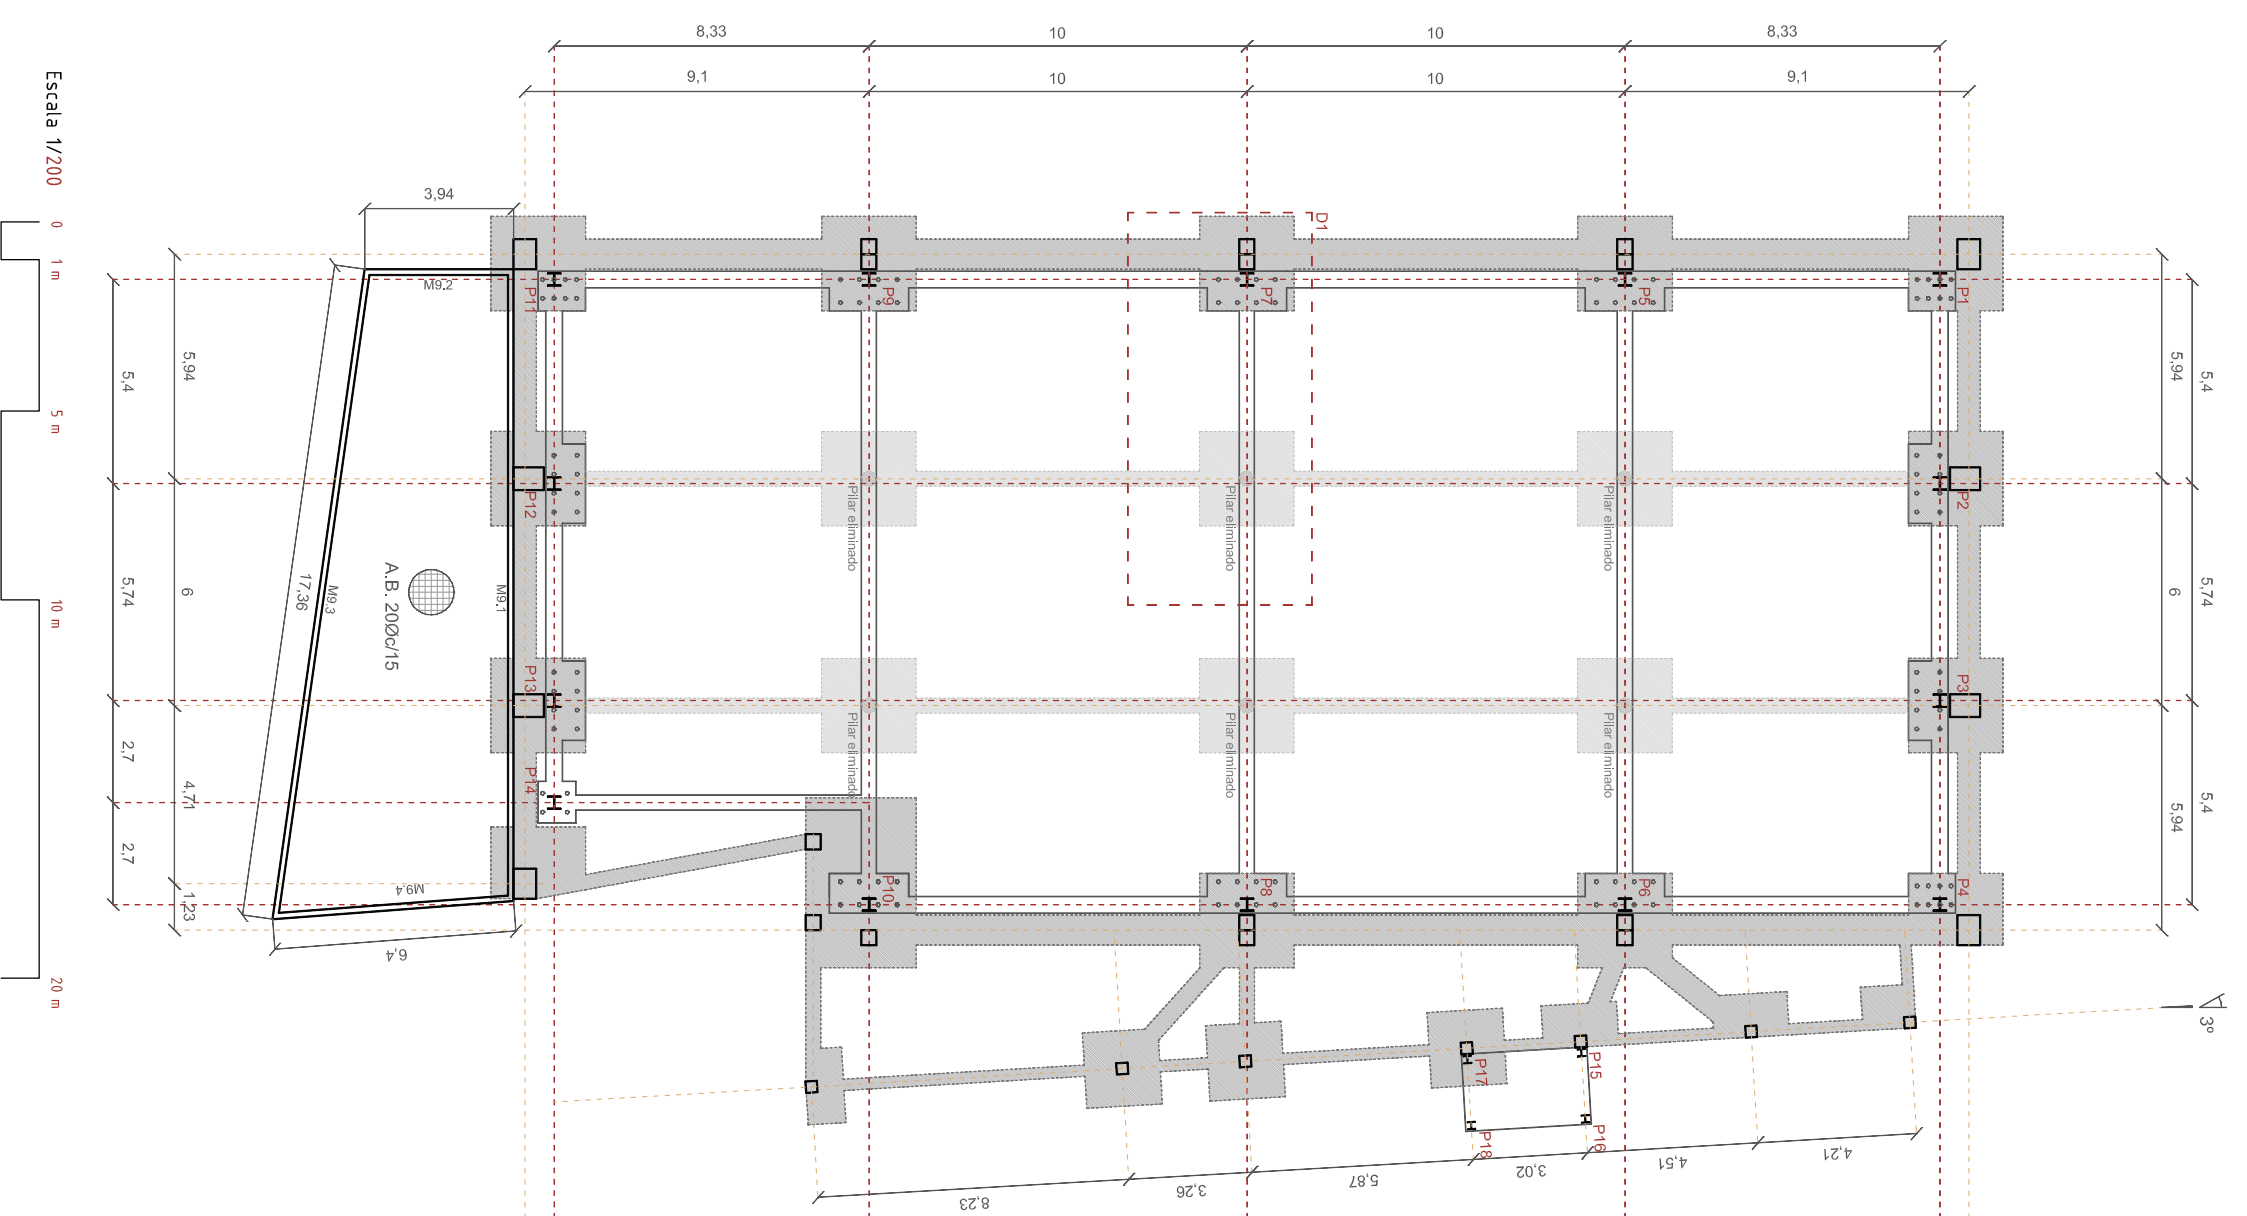 8,33
10
10
8,33
9,1
10
10
9,1
Escala 1/200
0
1 m
5 m
10 m
20 m
3,94
M9.2
M9.1
M9.3
M9.4
17,36
6,4
A.B. 20Øc/15
5,4
5,74
2,7
2,7
5,94
6
4,71
1,23
D1
P11
P9
P7
P5
P1
P12
P2
P13
P3
P14
P10
P8
P6
P4
Pilar eliminado
Pilar eliminado
Pilar eliminado
Pilar eliminado
Pilar eliminado
Pilar eliminado
5,94
6
5,94
5,4
5,74
5,4
3º
P17
P15
P18
P16
8,23
3,26
5,87
3,02
4,51
4,21